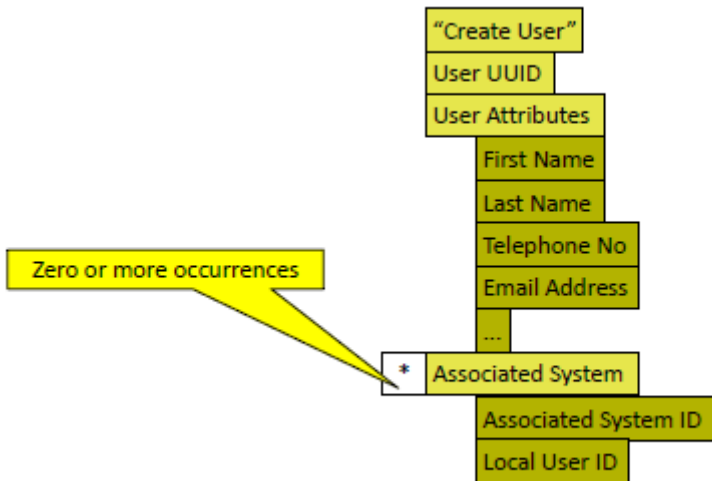 “Create User”
User UUID
User Attributes
First Name
Last Name
Telephone No
Zero or more occurrences
Email Address
...
* Associated System
Associated System ID
Local User ID